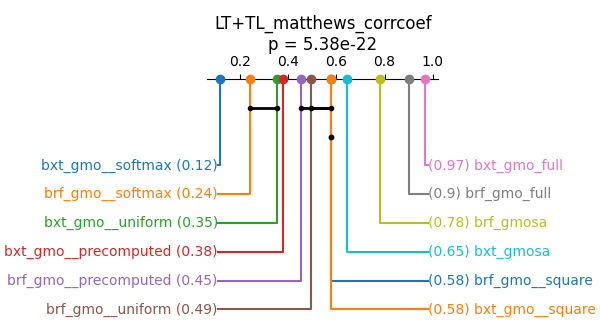 LT+TL_matthews_corrcoef
p = 5.38e-22
0.2 0.4 0.6 0.8 1.0
bxt_gmo__softmax (0.12) (0.97) bxt_gmo_full
brf_gmo__softmax (0.24) (0.9) brf_gmo_full
bxt_gmo__uniform (0.35) (0.78) brf_gmosa
bxt_gmo__precomputed (0.38) (0.65) bxt_gmosa
brf_gmo__precomputed (0.45) (0.58) brf_gmo__square
brf_gmo__uniform (0.49) (0.58) bxt_gmo__square